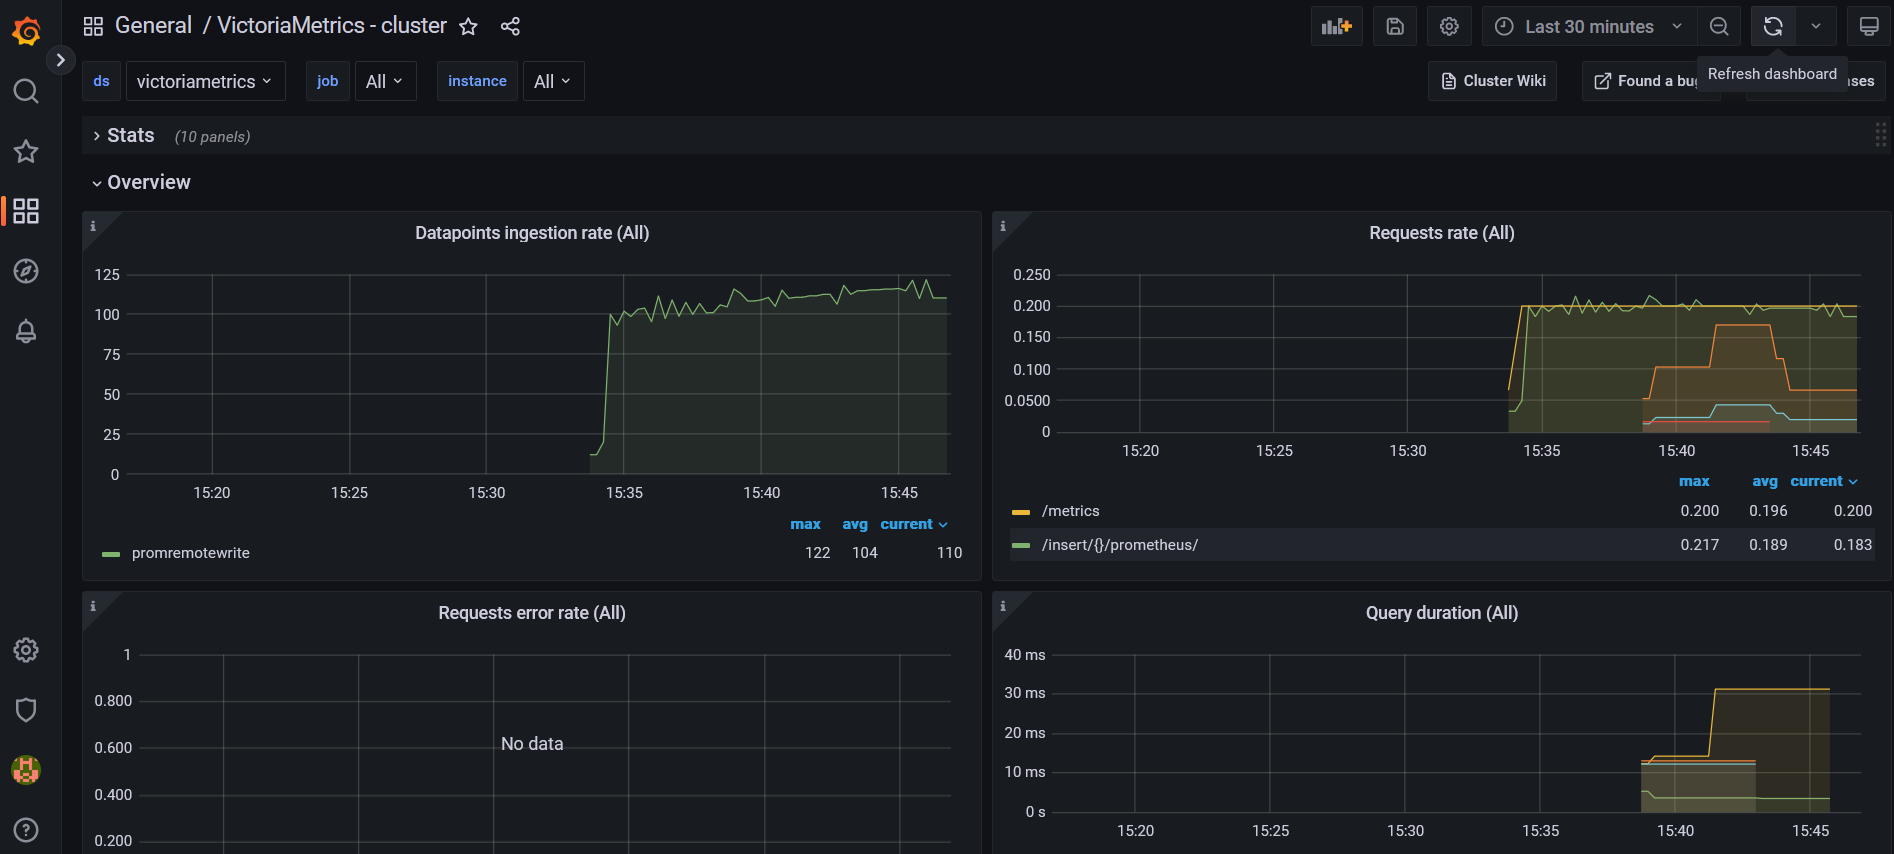 General / VictoriaMetrics - cluster
Last 30 minutes
ds victoriametrics job All instance All
Cluster Wiki Found a bug Refresh dashboard ses
Stats (10 panels)
Overview
Datapoints ingestion rate (All)
125
100
75
50
25
0
15:20 15:25 15:30 15:35 15:40 15:45
max avg current
promremotewrite 122 104 110
Requests rate (All)
0.250
0.200
0.150
0.100
0.0500
0
15:20 15:25 15:30 15:35 15:40 15:45
max avg current
/metrics 0.200 0.196 0.200
/insert/{}/prometheus/ 0.217 0.189 0.183
Requests error rate (All)
1
0.800
0.600
0.400
0.200
No data
Query duration (All)
40 ms
30 ms
20 ms
10 ms
0 s
15:20 15:25 15:30 15:35 15:40 15:45